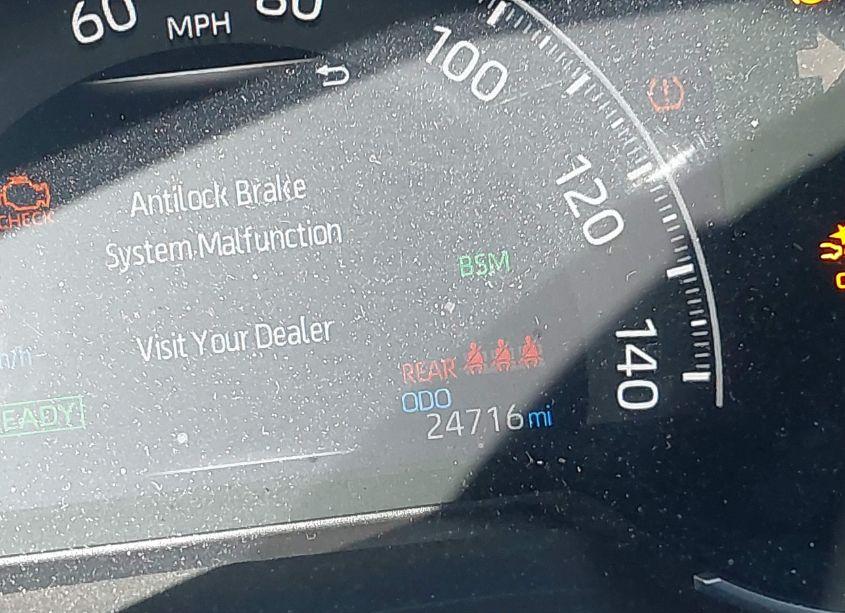 60 MPH 80
100
CHECK
Antilock Brake
System Malfunction
120
BSM
Visit Your Dealer
140
REAR
EADY
ODO
24716 mi